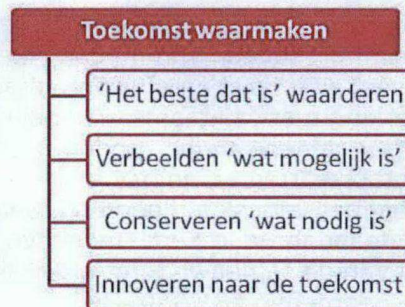 Toekomst waarmaken
‘Het beste dat is’ waarderen
Verbeelden ‘wat mogelijk is’
Conserveren ‘wat nodig is’
Innoveren naar de toekomst